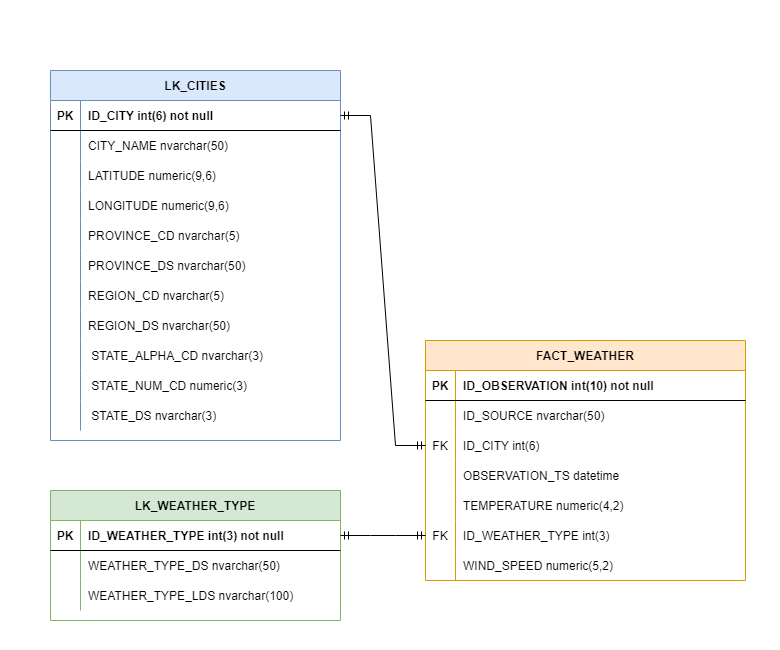 LK_CITIES
PK ID_CITY int(6) not null
CITY_NAME nvarchar(50)
LATITUDE numeric(9,6)
LONGITUDE numeric(9,6)
PROVINCE_CD nvarchar(5)
PROVINCE_DS nvarchar(50)
REGION_CD nvarchar(5)
REGION_DS nvarchar(50)
STATE_ALPHA_CD nvarchar(3)
STATE_NUM_CD numeric(3)
STATE_DS nvarchar(3)
LK_WEATHER_TYPE
PK ID_WEATHER_TYPE int(3) not null
WEATHER_TYPE_DS nvarchar(50)
WEATHER_TYPE_LDS nvarchar(100)
FACT_WEATHER
PK ID_OBSERVATION int(10) not null
ID_SOURCE nvarchar(50)
FK ID_CITY int(6)
OBSERVATION_TS datetime
TEMPERATURE numeric(4,2)
FK ID_WEATHER_TYPE int(3)
WIND_SPEED numeric(5,2)